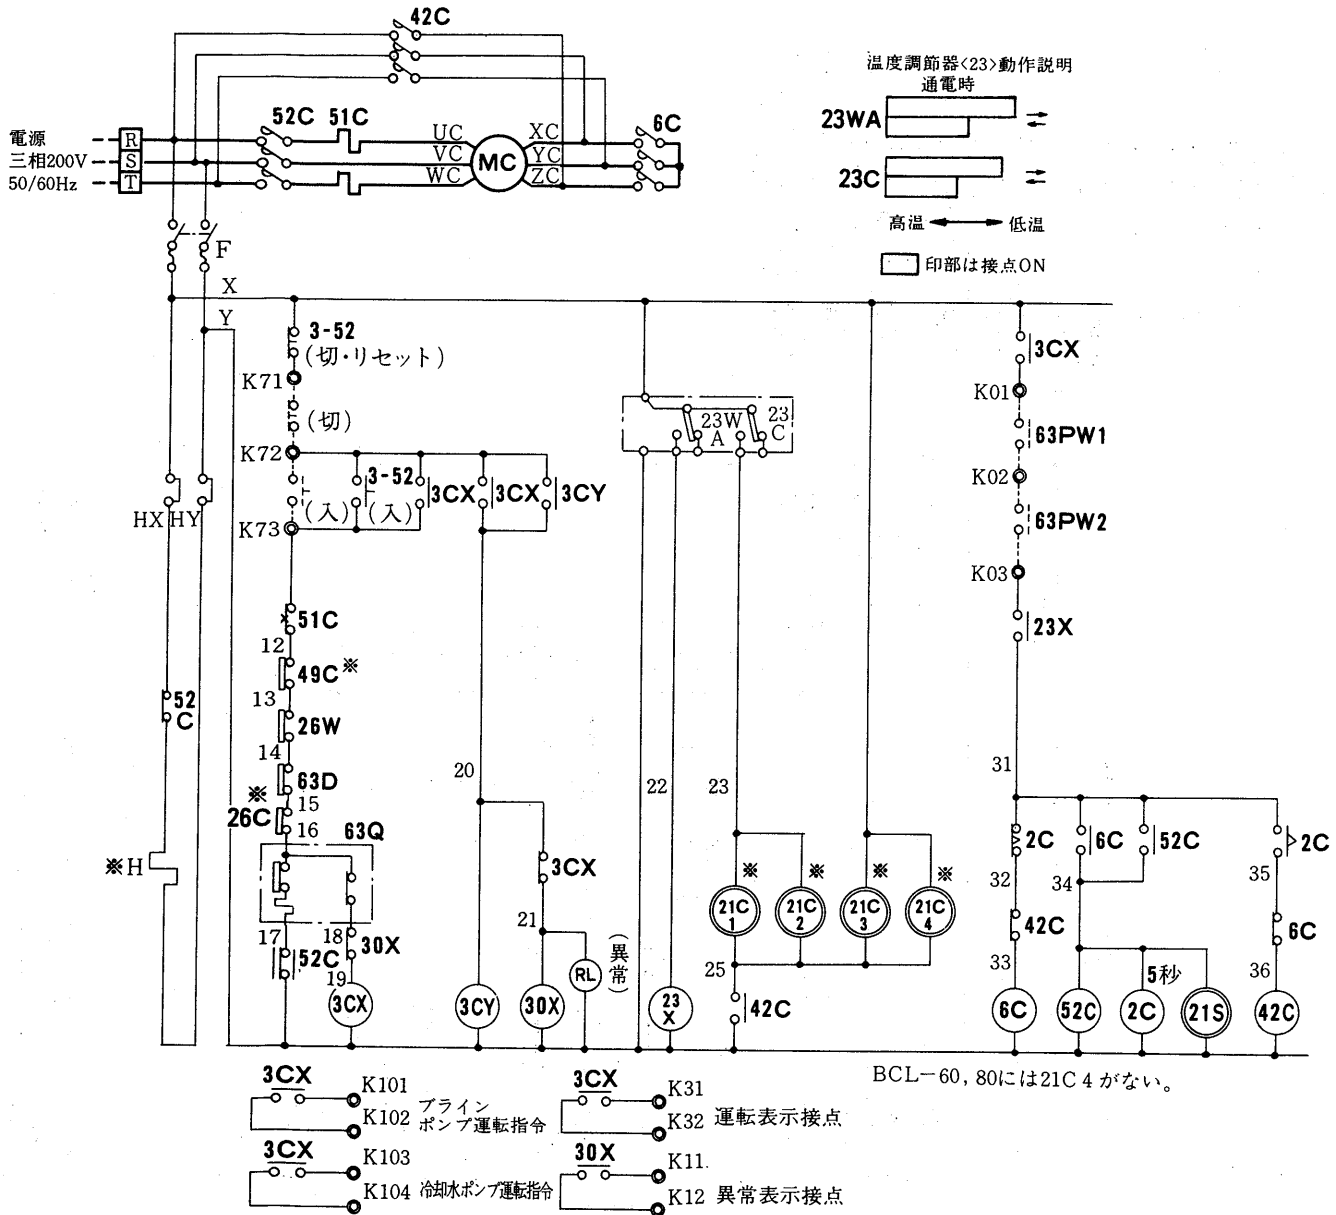 42C
温度調節器<23>動作説明
通電時
23WA
23C
高温 低温
印部は接点ON
電源
三相200V
50/60Hz
R
S
T
52C 51C
UC
VC
WC
MC
XC
YC
ZC
6C
F
X
Y
3-52
(切・リセット)
K71
(切)
K72
(入)
3-52
(入)
3CX
3CX
3CY
K73
HX HY
51C
12
49C※
13
26W
14
63D
※
26C
15
16
63Q
17
18
52C
30X
19
3CX
52
C
※H
20
3CX
21
3CY
30X
RL
(異常)
23W
A
23
C
22
23
23
X
※
※
※
※
21C
1
21C
2
21C
3
21C
4
25
42C
3CX
K01
63PW1
K02
63PW2
K03
23X
31
2C
6C
52C
2C
32
34
35
42C
6C
33
36
5秒
6C
52C
2C
21S
42C
BCL-60, 80には21C 4 がない。
3CX
K101
K102
ブライン
ポンプ運転指令
3CX
K31
K32
運転表示接点
3CX
K103
K104
冷却水ポンプ運転指令
30X
K11
K12
異常表示接点